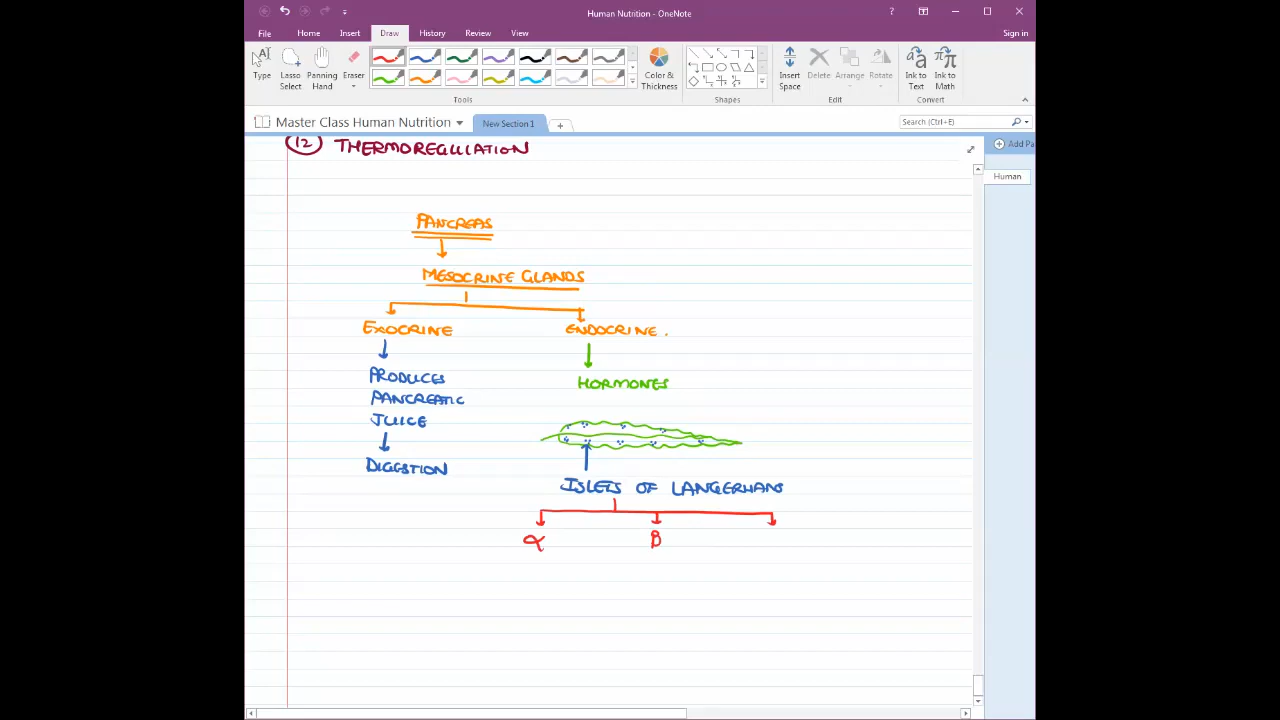 Human Nutrition - OneNote
?
File Home Insert Draw History Review View Sign in
Type
Lasso Select
Panning Hand
Eraser
Color & Thickness
Insert Space
Delete Arrange Rotate
Ink to Text
Ink to Math
Tools Shapes Edit Convert
Master Class Human Nutrition New Section 1 Search (Ctrl+E)
Add Pa
Human
12 THERMOREGULATION
PANCREAS
MESOCRINE GLANDS
EXOCRINE ENDOCRINE.
PRODUCES
PANCREATIC
JUICE
HORMONES
DIGESTION
ISLETS OF LANGERHANS
α β